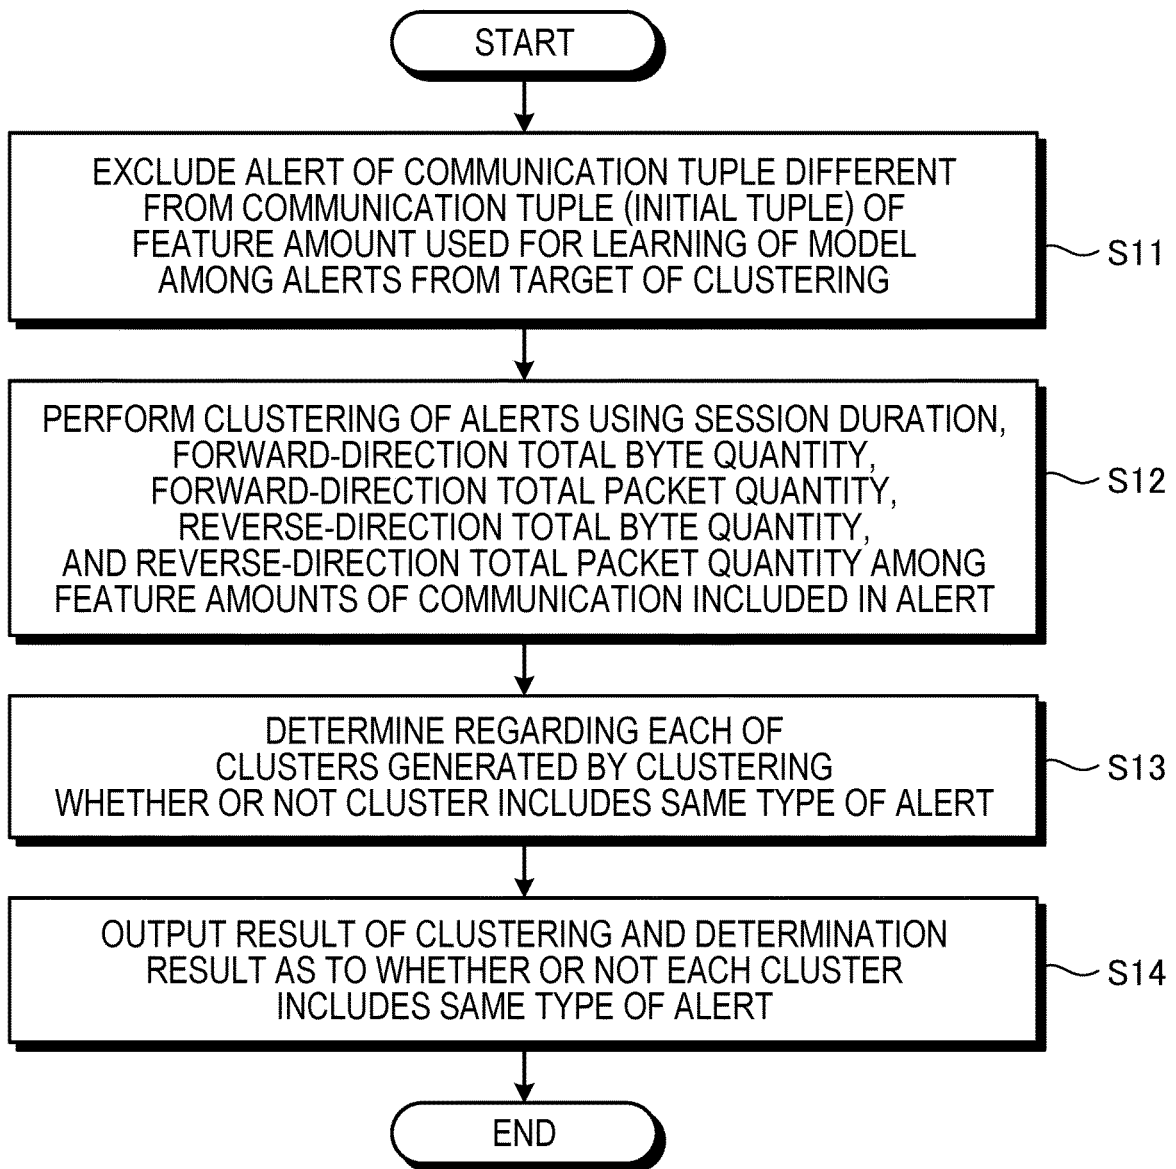 START
EXCLUDE ALERT OF COMMUNICATION TUPLE DIFFERENT
FROM COMMUNICATION TUPLE (INITIAL TUPLE) OF
FEATURE AMOUNT USED FOR LEARNING OF MODEL
AMONG ALERTS FROM TARGET OF CLUSTERING
S11
PERFORM CLUSTERING OF ALERTS USING SESSION DURATION,
FORWARD-DIRECTION TOTAL BYTE QUANTITY,
FORWARD-DIRECTION TOTAL PACKET QUANTITY,
REVERSE-DIRECTION TOTAL BYTE QUANTITY,
AND REVERSE-DIRECTION TOTAL PACKET QUANTITY AMONG
FEATURE AMOUNTS OF COMMUNICATION INCLUDED IN ALERT
S12
DETERMINE REGARDING EACH OF
CLUSTERS GENERATED BY CLUSTERING
WHETHER OR NOT CLUSTER INCLUDES SAME TYPE OF ALERT
S13
OUTPUT RESULT OF CLUSTERING AND DETERMINATION
RESULT AS TO WHETHER OR NOT EACH CLUSTER
INCLUDES SAME TYPE OF ALERT
S14
END